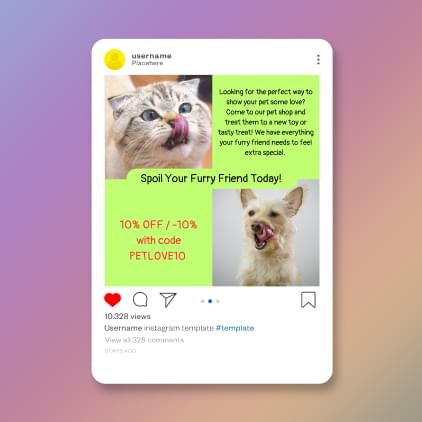 username
Placehere
Looking for the perfect way to
show your pet some love?
Come to our pet shop and
treat them to a new toy or
tasty treat! We have everything
your furry friend needs to feel
extra special.
Spoil Your Furry Friend Today!
10% OFF / -10%
with code
PETLOVE10
10.328 views
Username instagram template #template
View all 328 comments
5 DAYS AGO